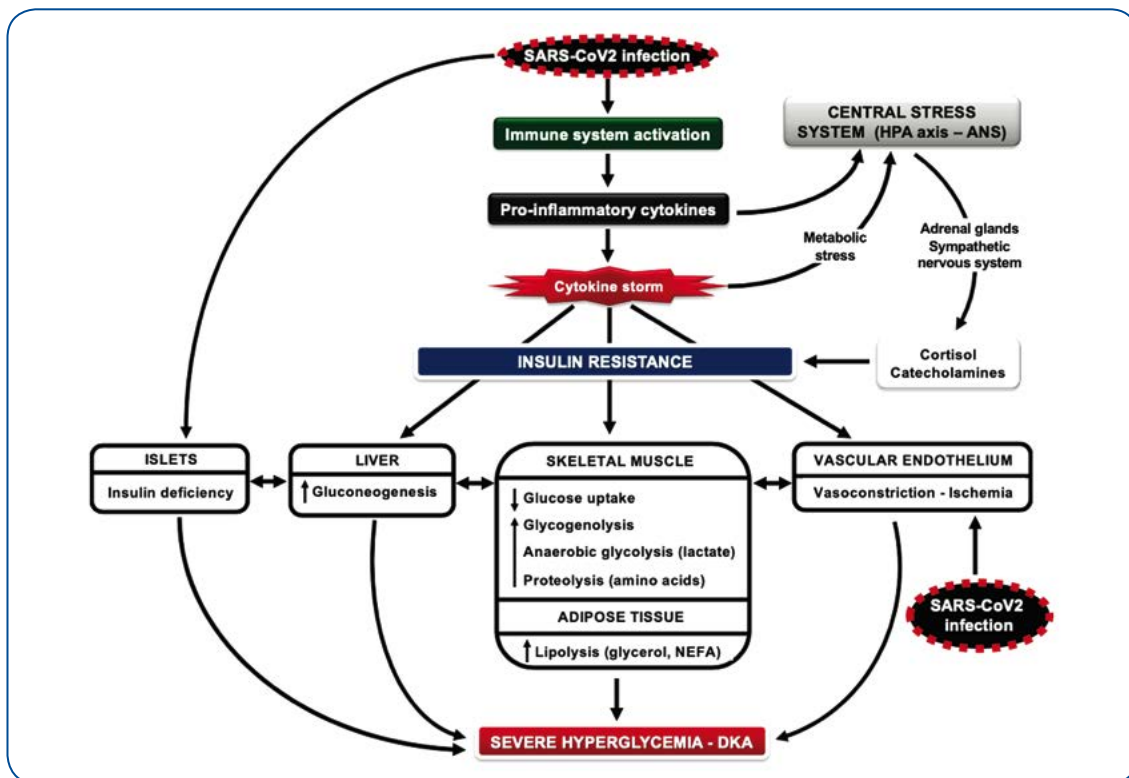 SARS-CoV2 infection
Immune system activation
CENTRAL STRESS
SYSTEM (HPA axis – ANS)
Pro-inflammatory cytokines
Metabolic
stress
Adrenal glands
Sympathetic
nervous system
Cytokine storm
INSULIN RESISTANCE
Cortisol
Catecholamines
ISLETS
Insulin deficiency
LIVER
Gluconeogenesis
SKELETAL MUSCLE
Glucose uptake
Glycogenolysis
Anaerobic glycolysis (lactate)
Proteolysis (amino acids)
ADIPOSE TISSUE
Lipolysis (glycerol, NEFA)
VASCULAR ENDOTHELIUM
Vasoconstriction - Ischemia
SARS-CoV2
infection
SEVERE HYPERGLYCEMIA - DKA